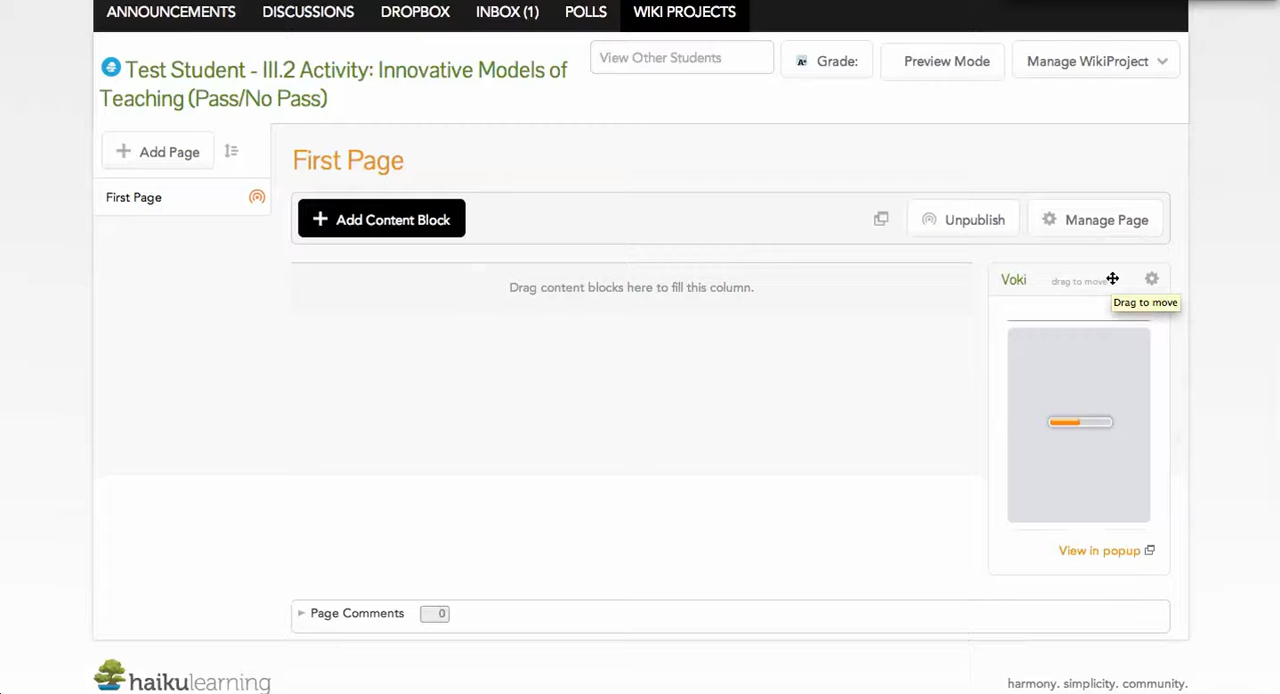 ANNOUNCEMENTS DISCUSSIONS DROPBOX INBOX (1) POLLS WIKI PROJECTS
Test Student - III.2 Activity: Innovative Models of
Teaching (Pass/No Pass)
View Other Students
A+ Grade:
Preview Mode
Manage WikiProject
Add Page
First Page
First Page
Add Content Block
Unpublish
Manage Page
Drag content blocks here to fill this column.
Voki
drag to move
Drag to move
View in popup
Page Comments 0
haikulearning
harmony. simplicity. community.